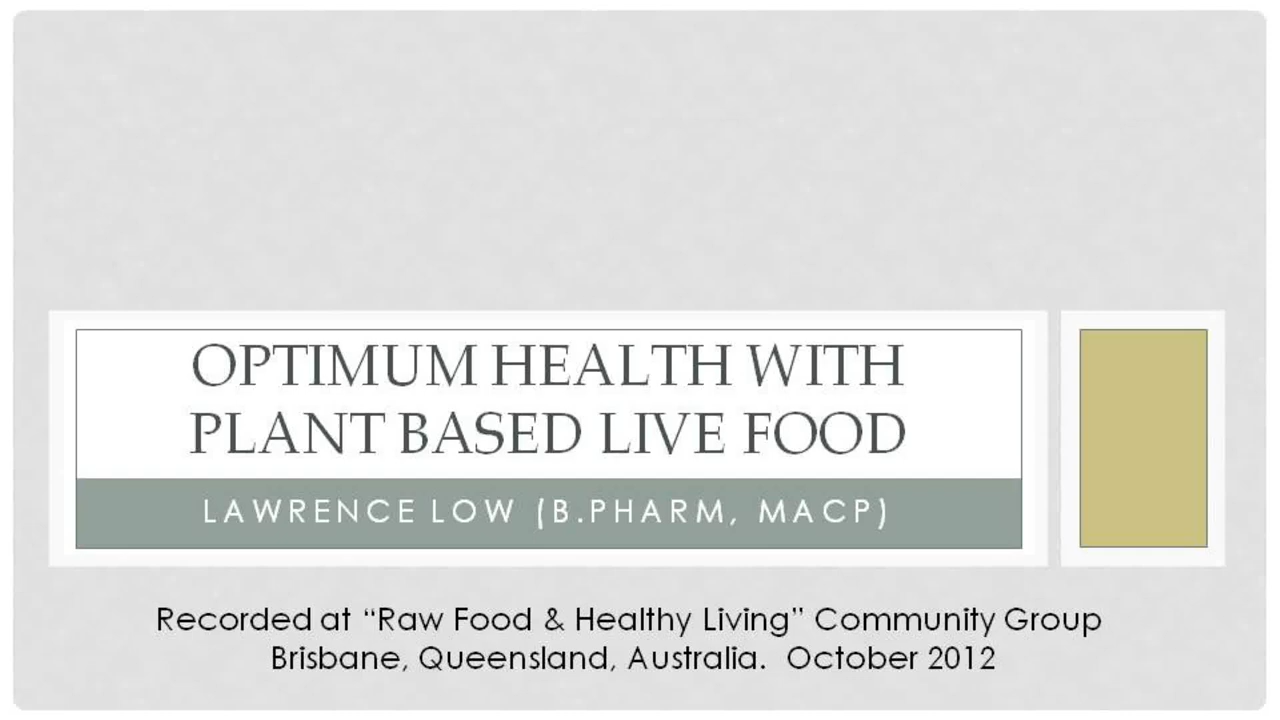 OPTIMUM HEALTH WITH
PLANT BASED LIVE FOOD
LAWRENCE LOW (B.PHARM, MACP)
Recorded at “Raw Food & Healthy Living” Community Group
Brisbane, Queensland, Australia.  October 2012